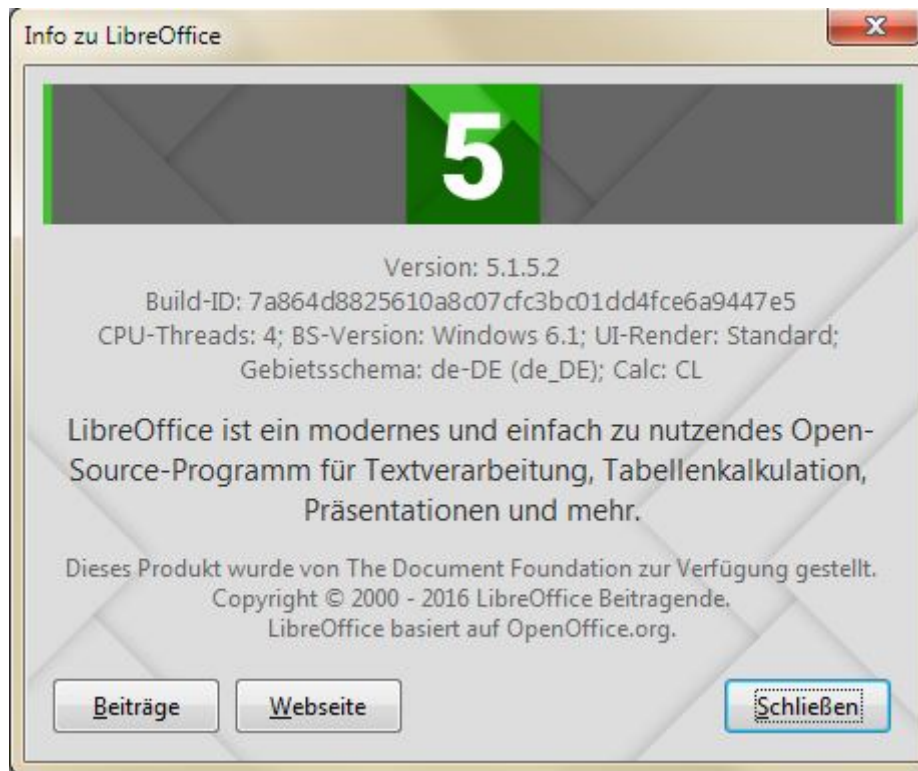 Info zu LibreOffice
5
Version: 5.1.5.2
Build-ID: 7a864d8825610a8c07cfc3bc01dd4fce6a9447e5
CPU-Threads: 4; BS-Version: Windows 6.1; UI-Render: Standard;
Gebietsschema: de-DE (de_DE); Calc: CL
LibreOffice ist ein modernes und einfach zu nutzendes Open-
Source-Programm für Textverarbeitung, Tabellenkalkulation,
Präsentationen und mehr.
Dieses Produkt wurde von The Document Foundation zur Verfügung gestellt.
Copyright © 2000 - 2016 LibreOffice Beitragende.
LibreOffice basiert auf OpenOffice.org.
Beiträge Webseite Schließen